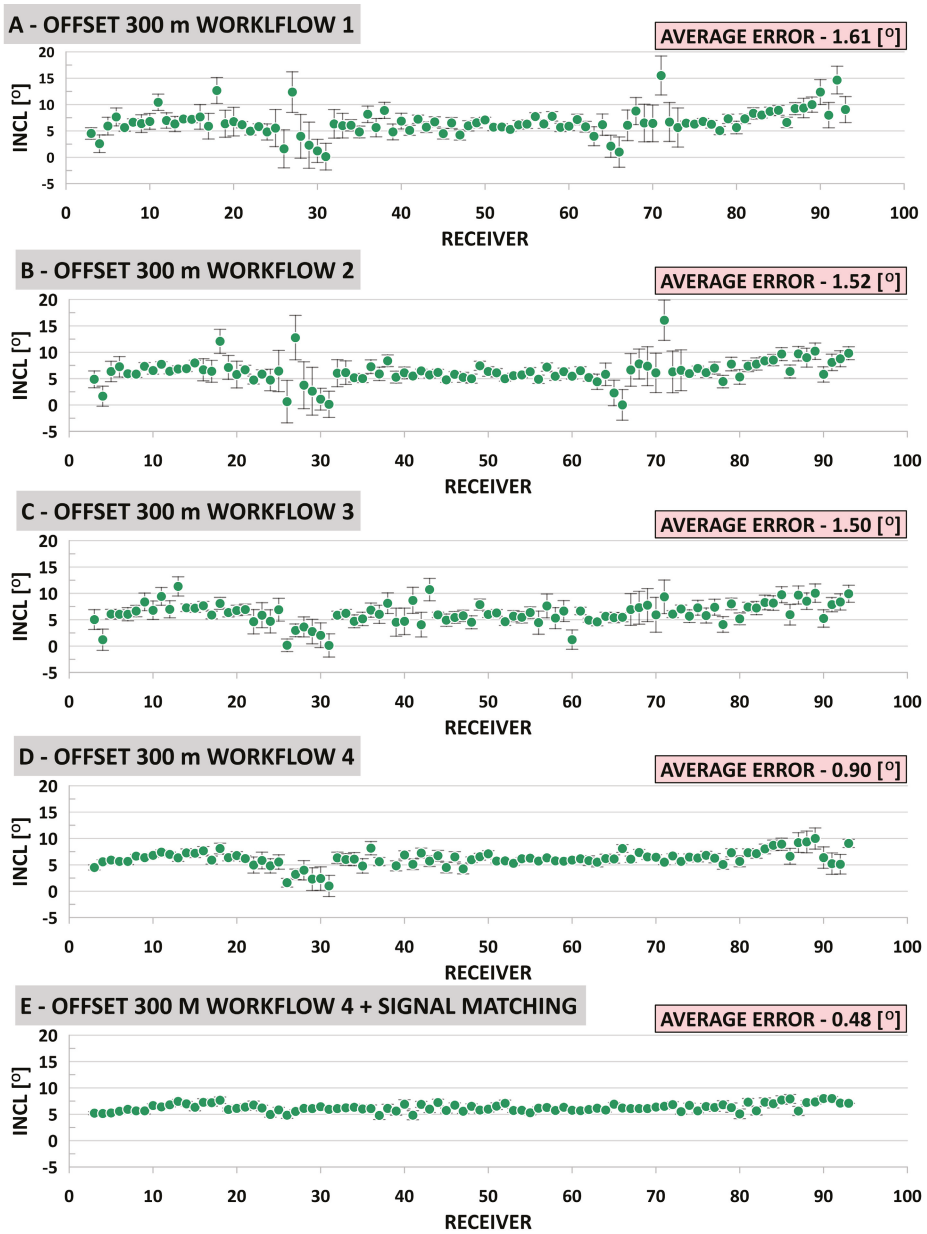 A - OFFSET 300 m WORKLFLOW 1
AVERAGE ERROR - 1.61 [O]
INCL [O]
20
15
10
5
0
-5
0 10 20 30 40 50 60 70 80 90 100
RECEIVER
B - OFFSET 300 m WORKFLOW 2
AVERAGE ERROR - 1.52 [O]
INCL [O]
20
15
10
5
0
-5
0 10 20 30 40 50 60 70 80 90 100
RECEIVER
C - OFFSET 300 m WORKFLOW 3
AVERAGE ERROR - 1.50 [O]
INCL [O]
20
15
10
5
0
-5
0 10 20 30 40 50 60 70 80 90 100
RECEIVER
D - OFFSET 300 m WORKFLOW 4
AVERAGE ERROR - 0.90 [O]
INCL [O]
20
15
10
5
0
-5
0 10 20 30 40 50 60 70 80 90 100
RECEIVER
E - OFFSET 300 M WORKFLOW 4 + SIGNAL MATCHING
AVERAGE ERROR - 0.48 [O]
INCL [O]
20
15
10
5
0
-5
0 10 20 30 40 50 60 70 80 90 100
RECEIVER